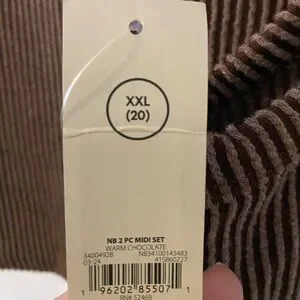 XXL
(20)
NB 2 PC MIDI SET
WARM CHOCOLATE
34004928 NB34100143483
03-24 415860227
1 96202 85507 1
RN# 52469